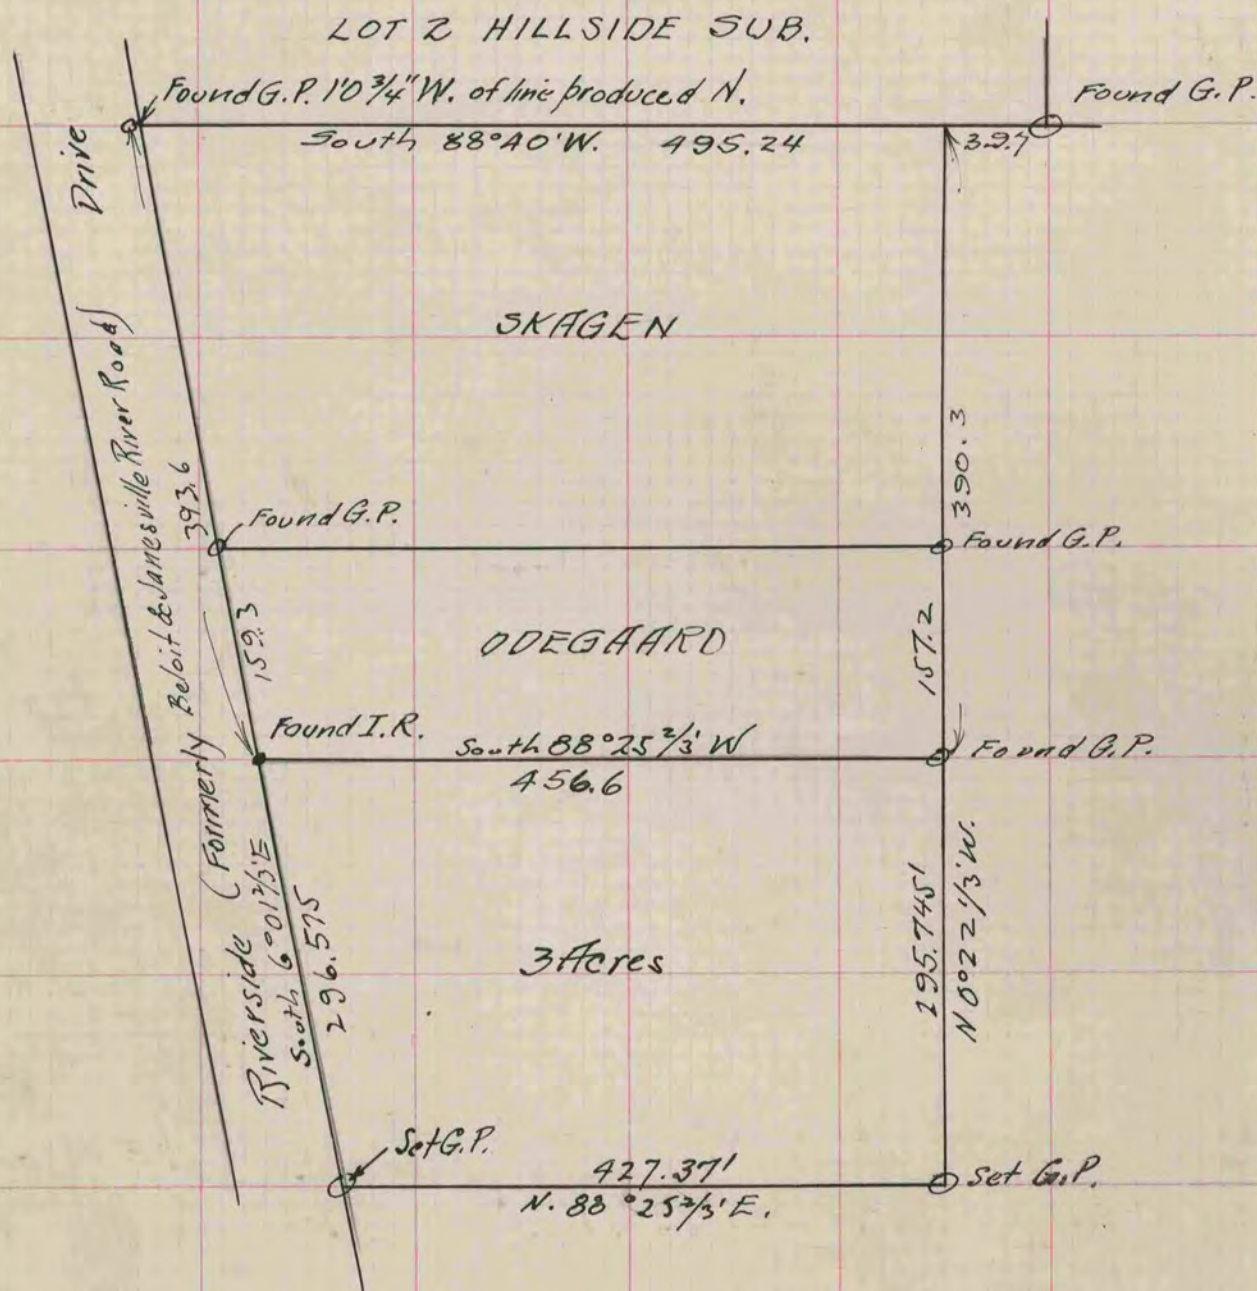 LOT 2 HILLSIDE SUB.
Found G.P. 1'0 3/4" W. of line produced N.
Found G.P.
South 88°40'W. 495.24
Drive
SKAGEN
390.3
(Formerly Beloit & Janesville River Road)
393.6
Found G.P.
Found G.P.
159.3
ODEGAARD
157.2
Found I.R.
South 88°25 2/3' W
456.6
Found G.P.
Riverside
South 6°01 2/3' E
296.575
3 Acres
295.745'
N 0°22 1/3' W.
Set G.P.
427.37'
N. 88°25 2/3' E.
Set G.P.